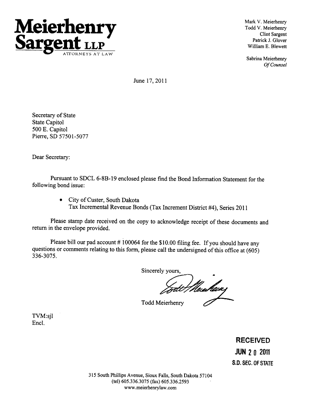 Meierhenry
Sargent LLP
ATTORNEYS AT LAW
Mark V. Meierhenry
Todd V. Meierhenry
Clint Sargent
Patrick J. Glover
William E. Blewett
Sabrina Meierhenry
Of Counsel
June 17, 2011
Secretary of State
State Capitol
500 E. Capitol
Pierre, SD 57501-5077
Dear Secretary:
Pursuant to SDCL 6-8B-19 enclosed please find the Bond Information Statement for the
following bond issue:
• City of Custer, South Dakota
Tax Incremental Revenue Bonds (Tax Increment District #4), Series 2011
Please stamp date received on the copy to acknowledge receipt of these documents and
return in the envelope provided.
Please bill our pad account # 100064 for the $10.00 filing fee. If you should have any
questions or comments relating to this form, please call the undersigned of this office at (605)
336-3075.
Sincerely yours,
Todd Meierhenry
Todd Meierhenry
TVM:sjl
Encl.
RECEIVED
JUN 20 2011
S.D. SEC. OF STATE
315 South Phillips Avenue, Sioux Falls, South Dakota 57104
(tel) 605.336.3075 (fax) 605.336.2593
www.meierhenrylaw.com